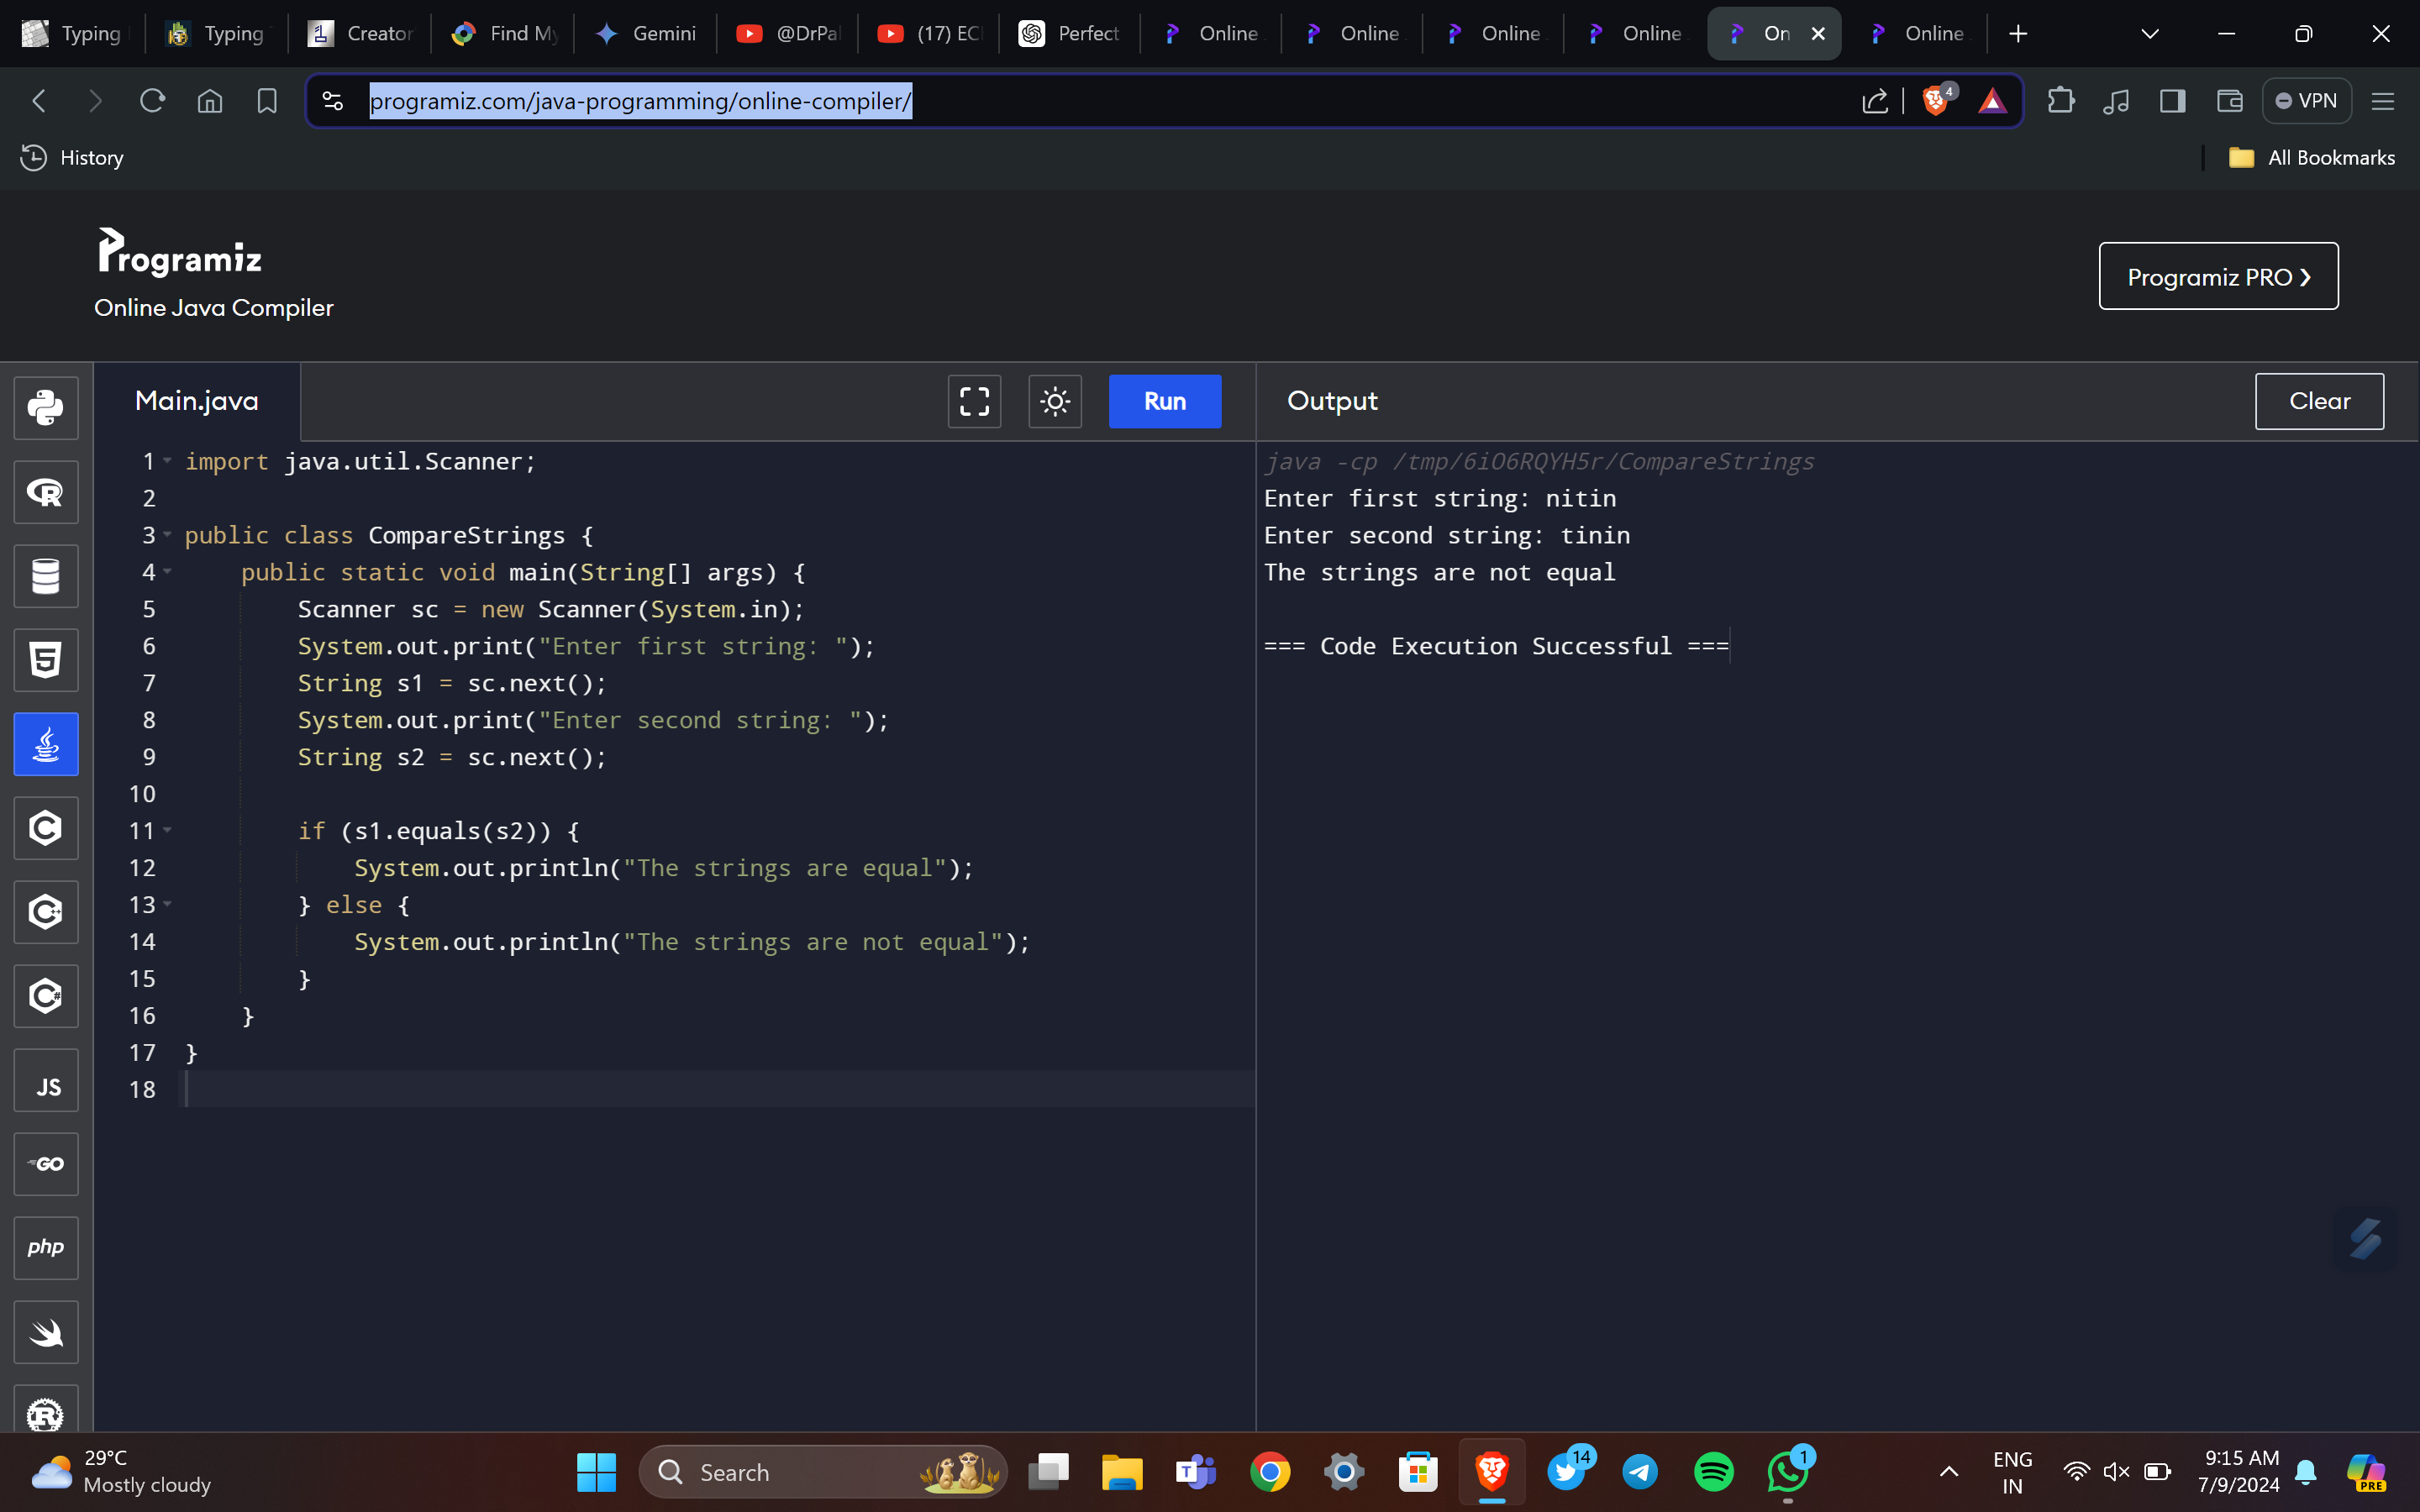 Typing
Typing
Creator
Find My
Gemini
@DrPal
(17) EC
Perfect
Online
Online
Online
Online
On
Online
programiz.com/java-programming/online-compiler/
4
VPN
History
All Bookmarks
Programiz
Online Java Compiler
Programiz PRO ❯
Main.java
Run
Output
Clear
1 import java.util.Scanner;
2
3 public class CompareStrings {
4     public static void main(String[] args) {
5         Scanner sc = new Scanner(System.in);
6         System.out.print("Enter first string: ");
7         String s1 = sc.next();
8         System.out.print("Enter second string: ");
9         String s2 = sc.next();
10
11         if (s1.equals(s2)) {
12             System.out.println("The strings are equal");
13         } else {
14             System.out.println("The strings are not equal");
15         }
16     }
17 }
18
java -cp /tmp/6iO6RQYH5r/CompareStrings
Enter first string: nitin
Enter second string: tinin
The strings are not equal
=== Code Execution Successful ===
R
5
C
C++
C#
JS
GO
php
R
29°C
Mostly cloudy
Search
T
14
1
ENG
IN
9:15 AM
7/9/2024
PRE